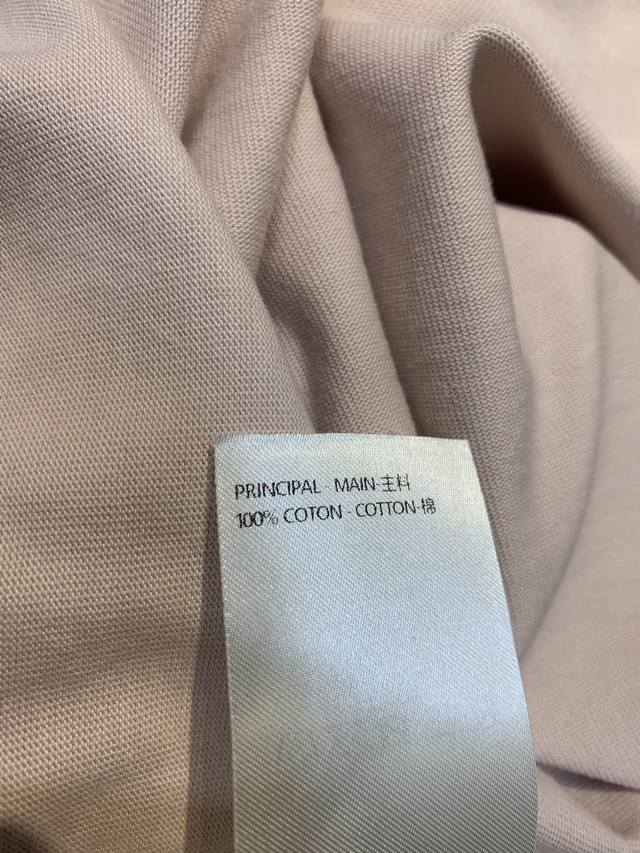 PRINCIPAL - MAIN-主料
100% COTON - COTTON-棉